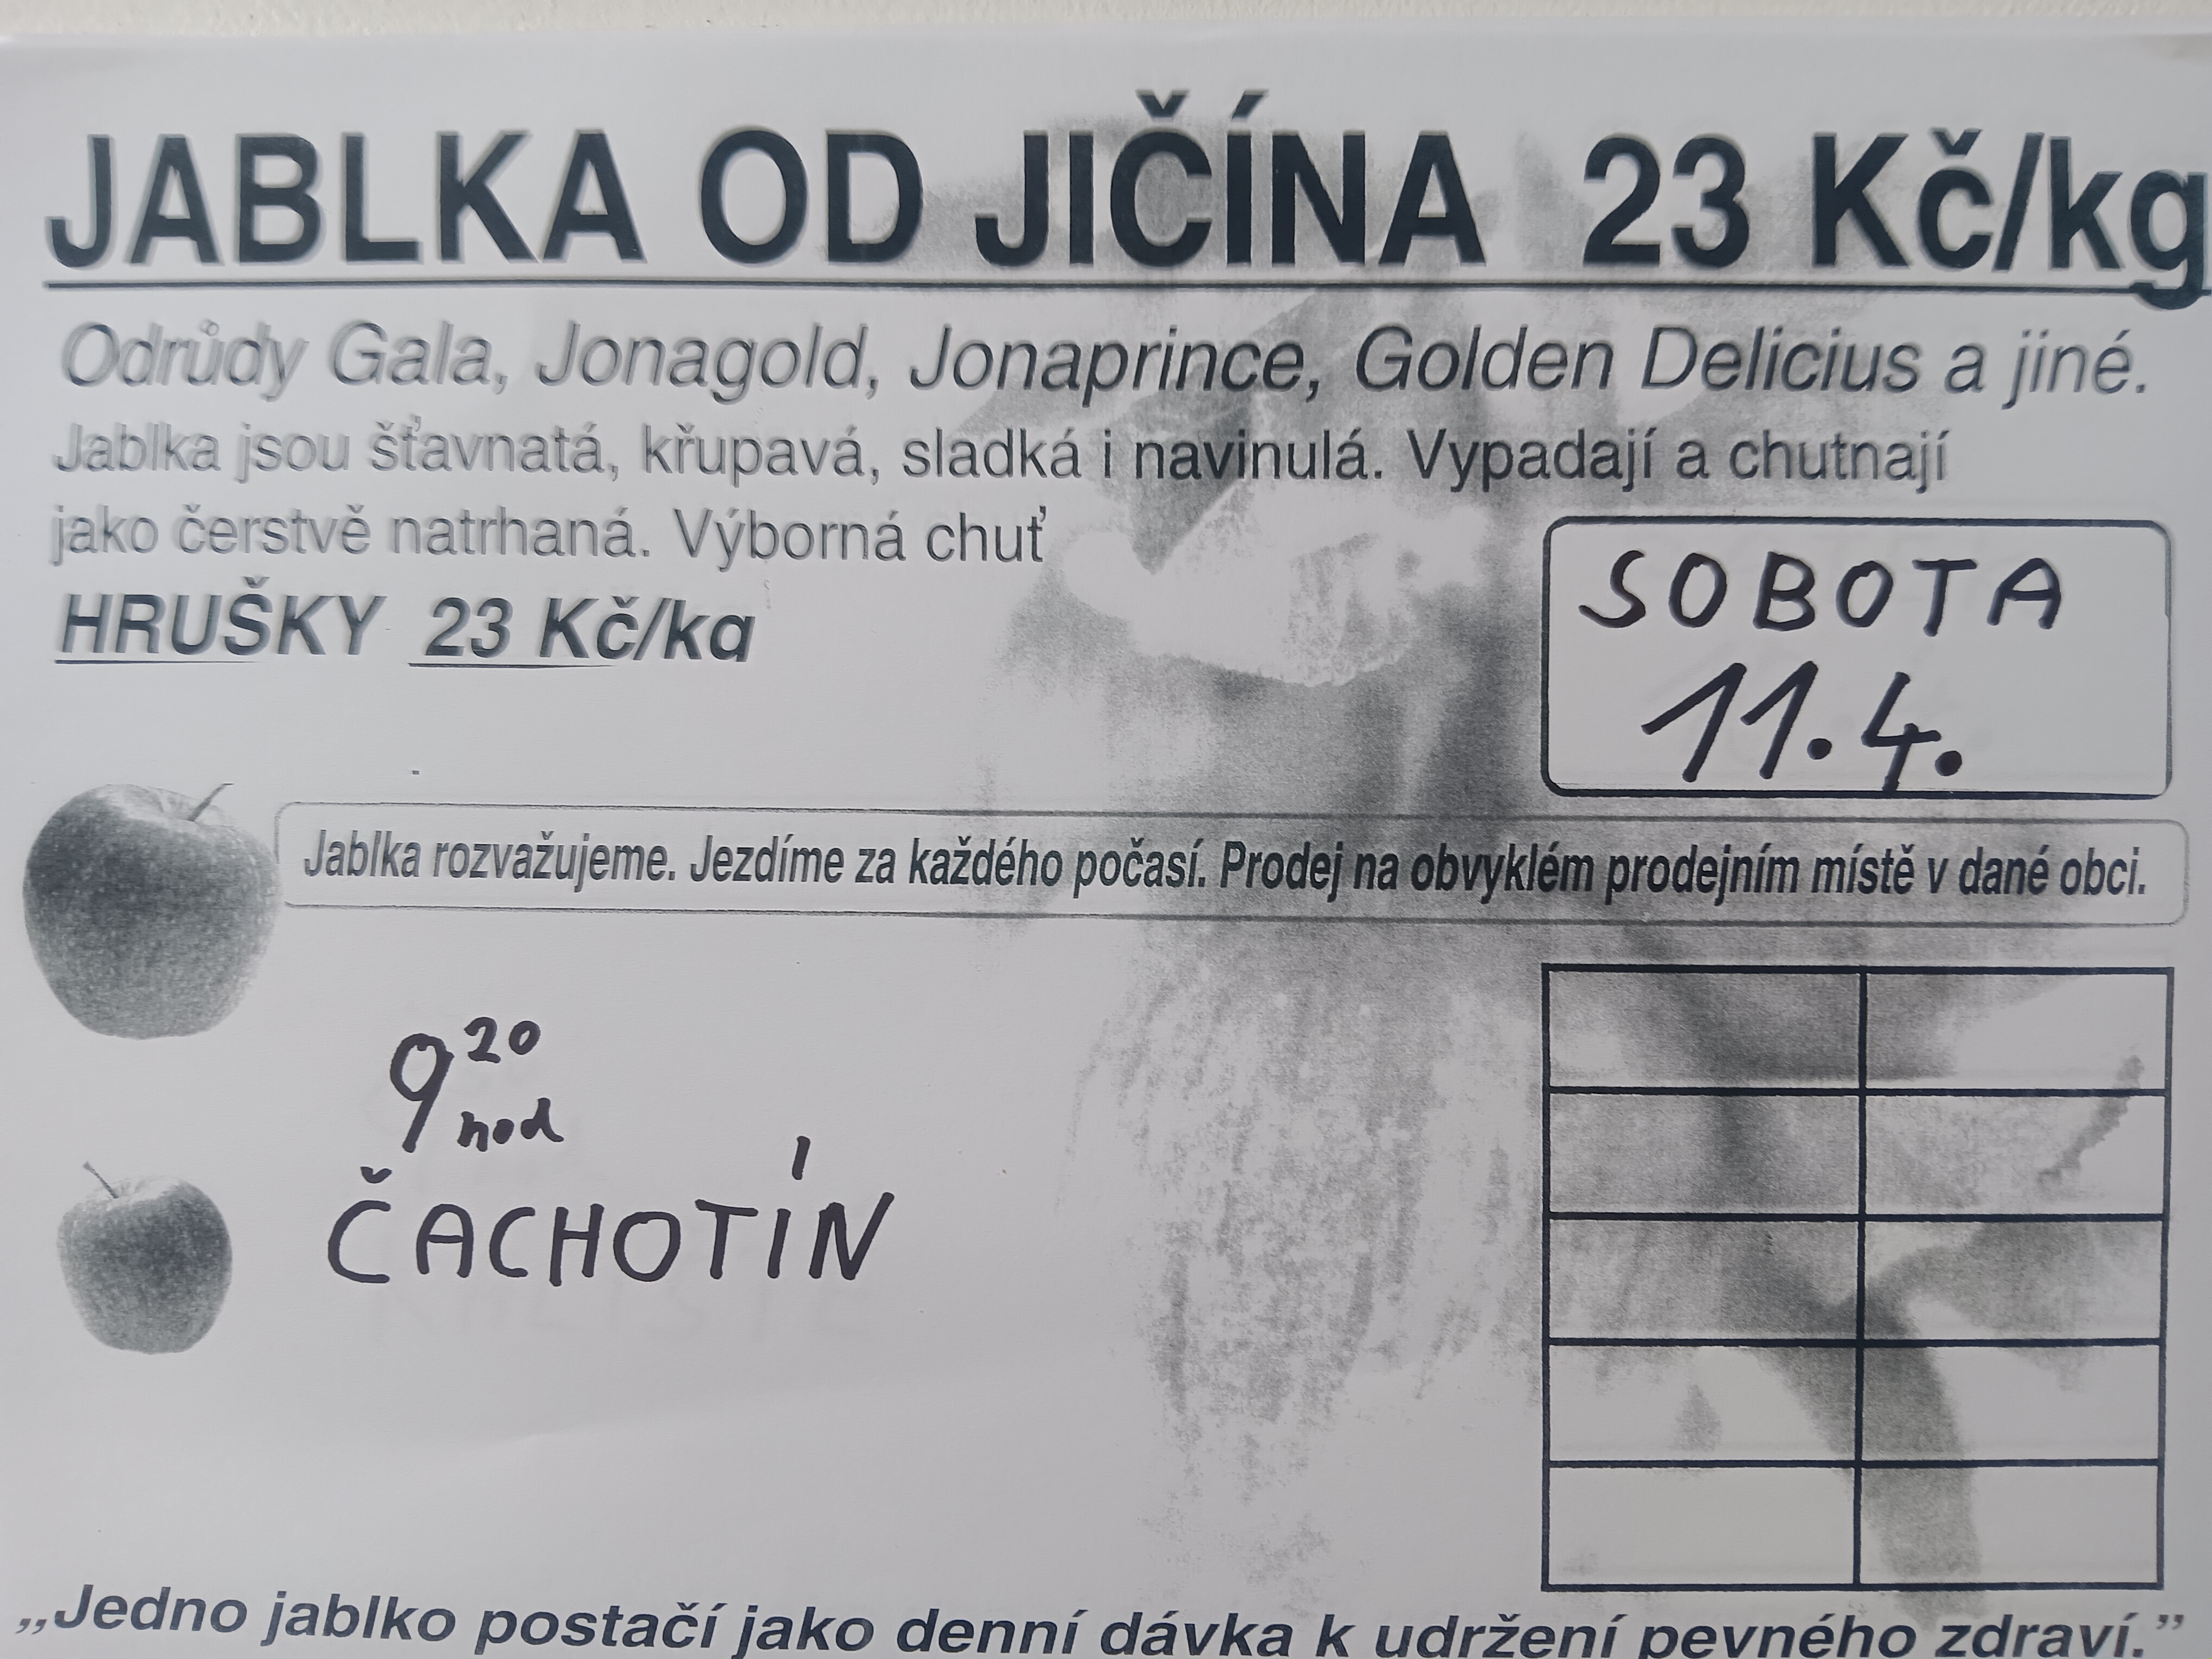 JABLKA OD JIČÍNA 23 Kč/kg
Odrůdy Gala, Jonagold, Jonaprince, Golden Delicius a jiné.
Jablka jsou šťavnatá, křupavá, sladká i navinulá. Vypadají a chutnají
jako čerstvě natrhaná. Výborná chuť
HRUŠKY 23 Kč/kg
SOBOTA
11.4.
Jablka rozvažujeme. Jezdíme za každého počasí. Prodej na obvyklém prodejním místě v dané obci.
9 20
hod
ČACHOTÍN
„Jedno jablko postačí jako denní dávka k udržení pevného zdraví.”